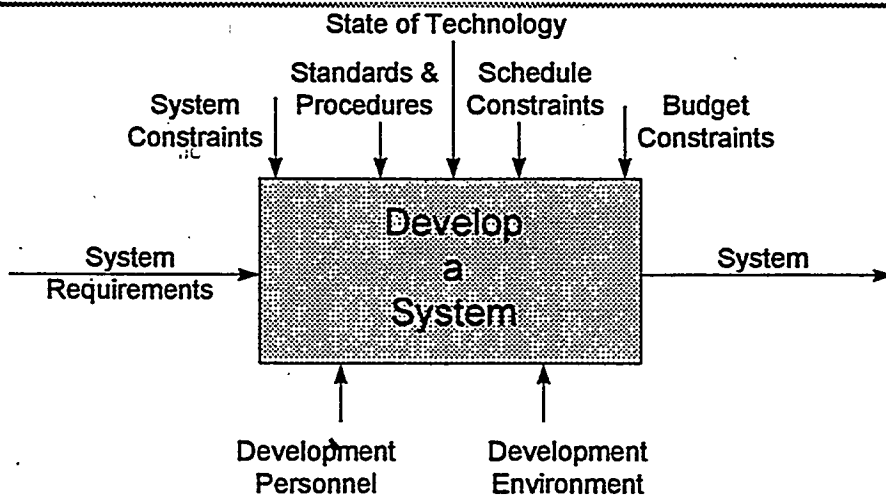 State of Technology
Standards &
Procedures
Schedule
Constraints
System
Constraints
Budget
Constraints
Develop
a
System
System
Requirements
System
Development
Personnel
Development
Environment